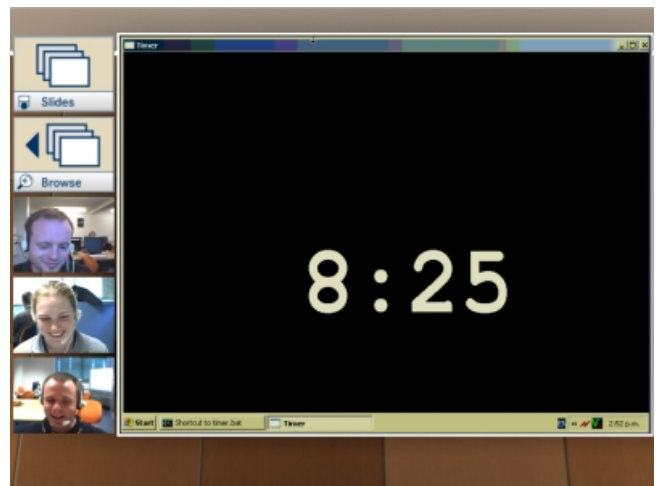 Slides
Browse
Timer
8:25
Start
Shortcut to timer.bat
Timer
2:52 p.m.